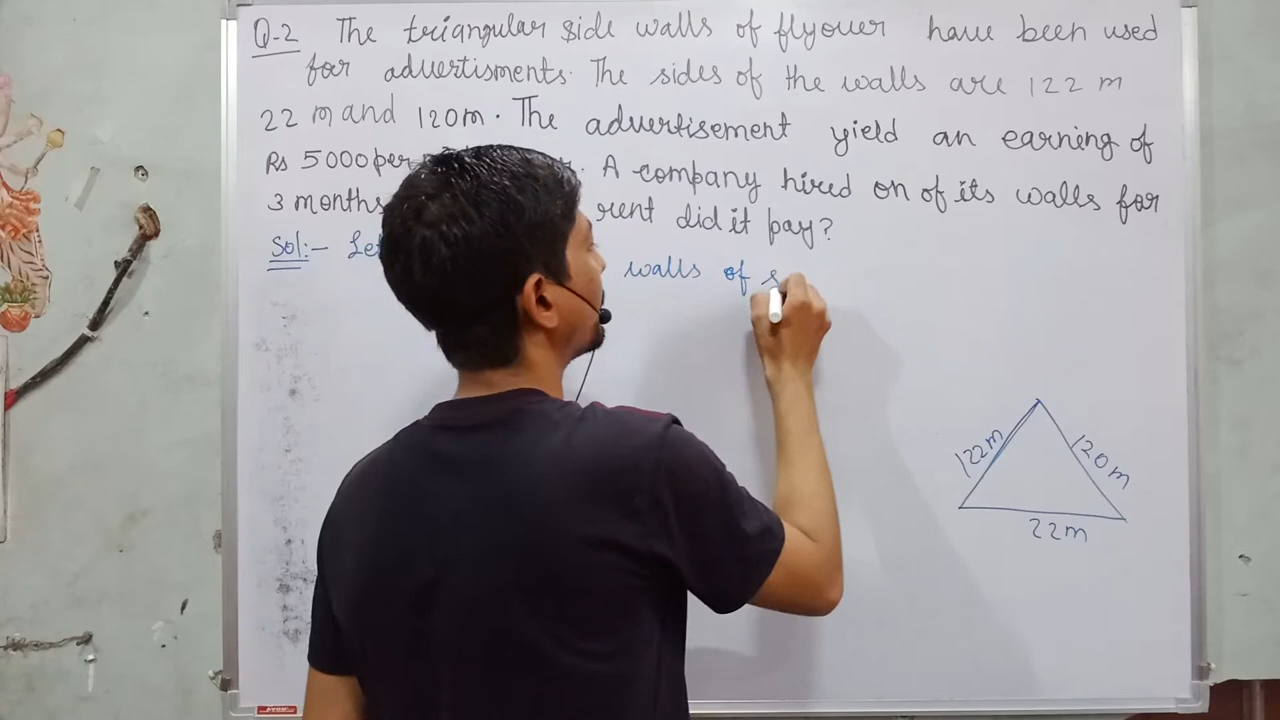 Q-2 The triangular side walls of flyover have been used
for advertisments. The sides of the walls are 122 m
22 m and 120m. The advertisement yield an earning of
Rs 5000 per . A company hired on of its walls for
3 months rent did it pay?
Sol:- Let
walls of s
122m
120m
22m